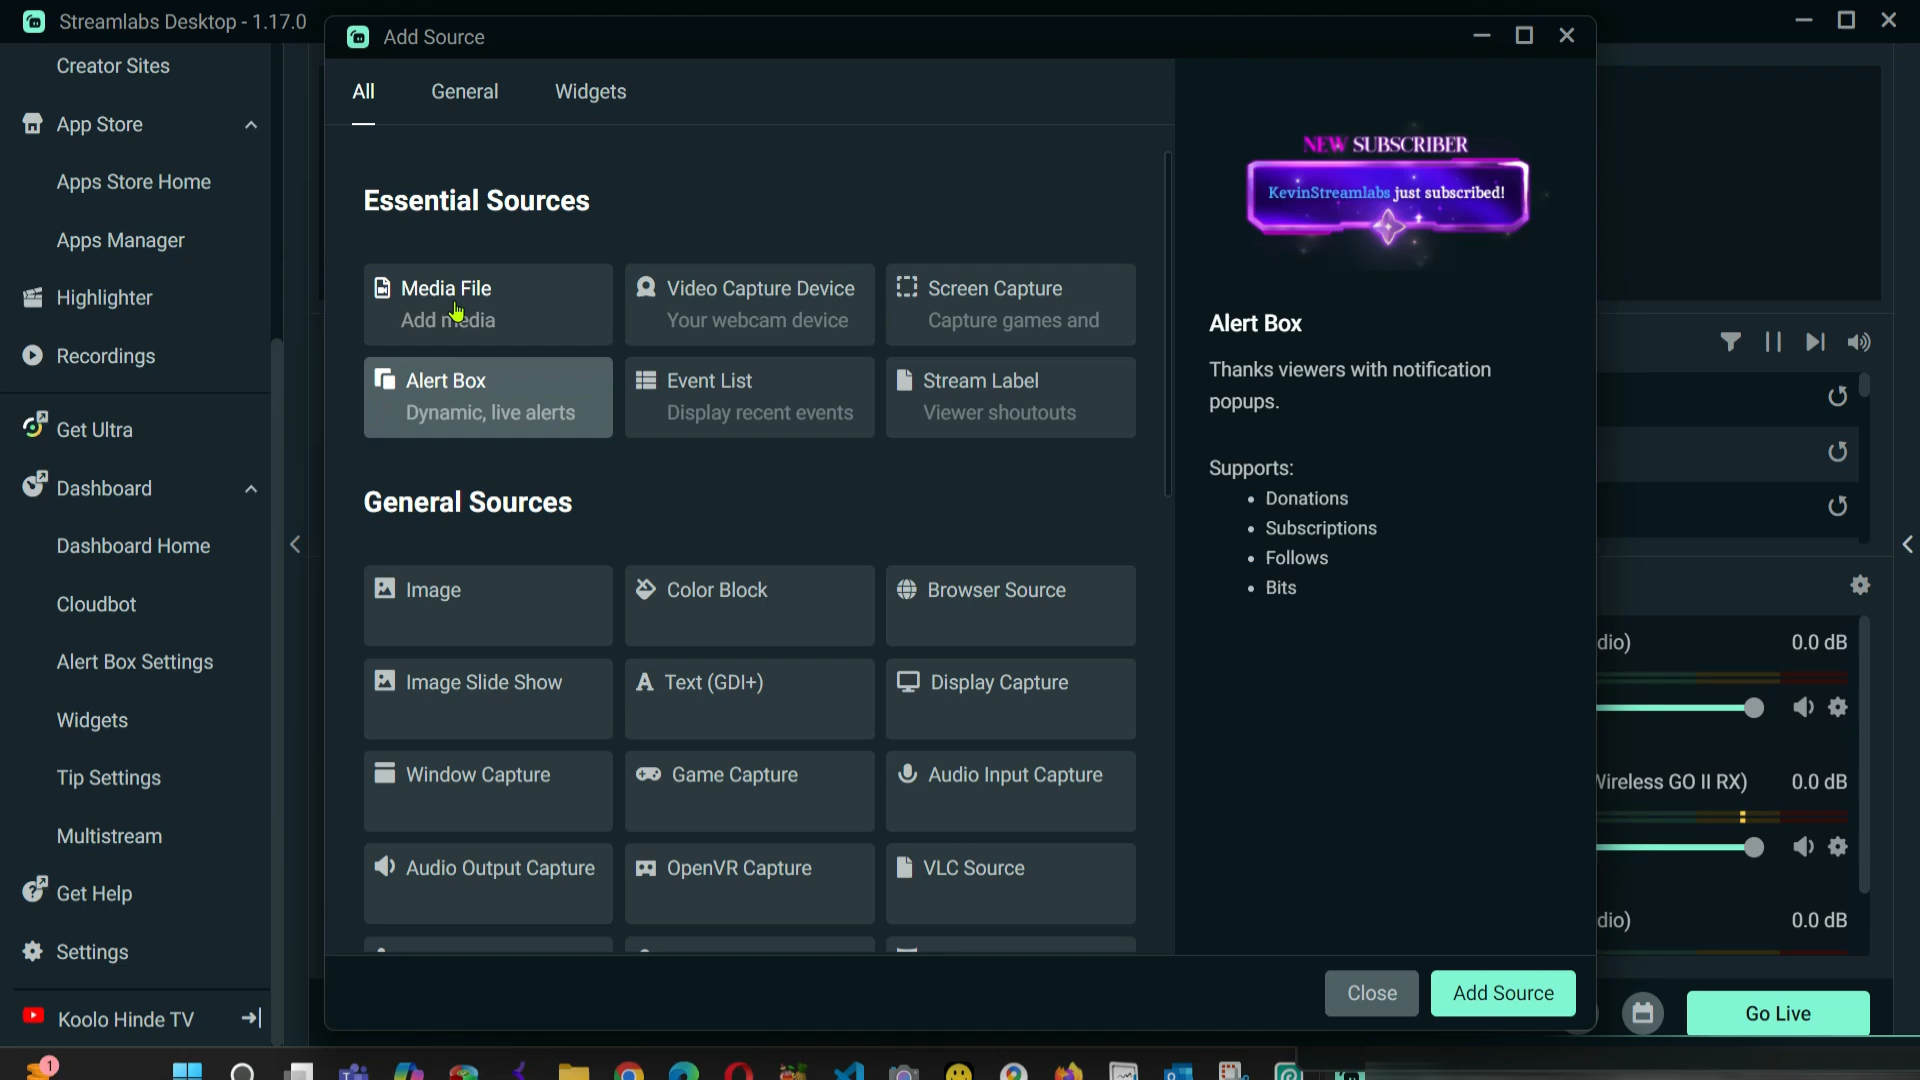 Streamlabs Desktop - 1.17.0
Creator Sites
App Store
Apps Store Home
Apps Manager
Highlighter
Recordings
Get Ultra
Dashboard
Dashboard Home
Cloudbot
Alert Box Settings
Widgets
Tip Settings
Multistream
Get Help
Settings
Koolo Hinde TV
Add Source
All General Widgets
Essential Sources
Media File
Add media
Video Capture Device
Your webcam device
Screen Capture
Capture games and
Alert Box
Dynamic, live alerts
Event List
Display recent events
Stream Label
Viewer shoutouts
General Sources
Image
Color Block
Browser Source
Image Slide Show
Text (GDI+)
Display Capture
Window Capture
Game Capture
Audio Input Capture
Audio Output Capture
OpenVR Capture
VLC Source
NEW SUBSCRIBER
KevinStreamlabs just subscribed!
Alert Box
Thanks viewers with notification
popups.
Supports:
• Donations
• Subscriptions
• Follows
• Bits
Close
Add Source
dio) 0.0 dB
Wireless GO II RX) 0.0 dB
dio) 0.0 dB
Go Live
1